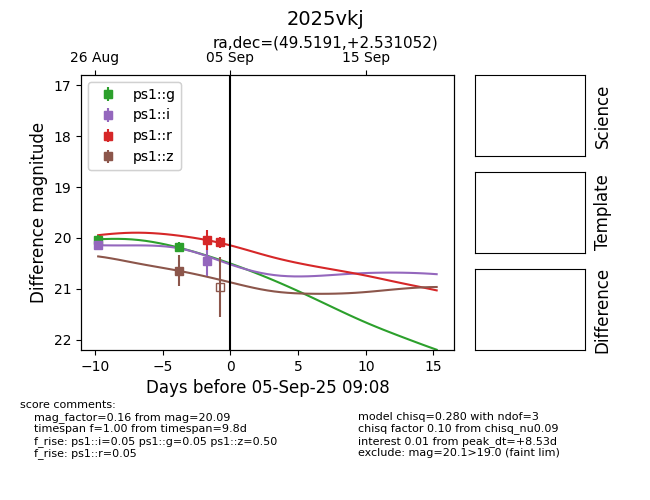 2025vkj
ra,dec=(49.5191,+2.531052)
26 Aug
05 Sep
15 Sep
17
18
19
20
21
22
Difference magnitude
ps1::g
ps1::i
ps1::r
ps1::z
−10
−5
0
5
10
15
Days before 05-Sep-25 09:08
Science
Template
Difference
score comments:
mag_factor=0.16 from mag=20.09
timespan f=1.00 from timespan=9.8d
f_rise: ps1::i=0.05 ps1::g=0.05 ps1::z=0.50
f_rise: ps1::r=0.05
model chisq=0.280 with ndof=3
chisq factor 0.10 from chisq_nu0.09
interest 0.01 from peak_dt=+8.53d
exclude: mag=20.1>19.0 (faint lim)